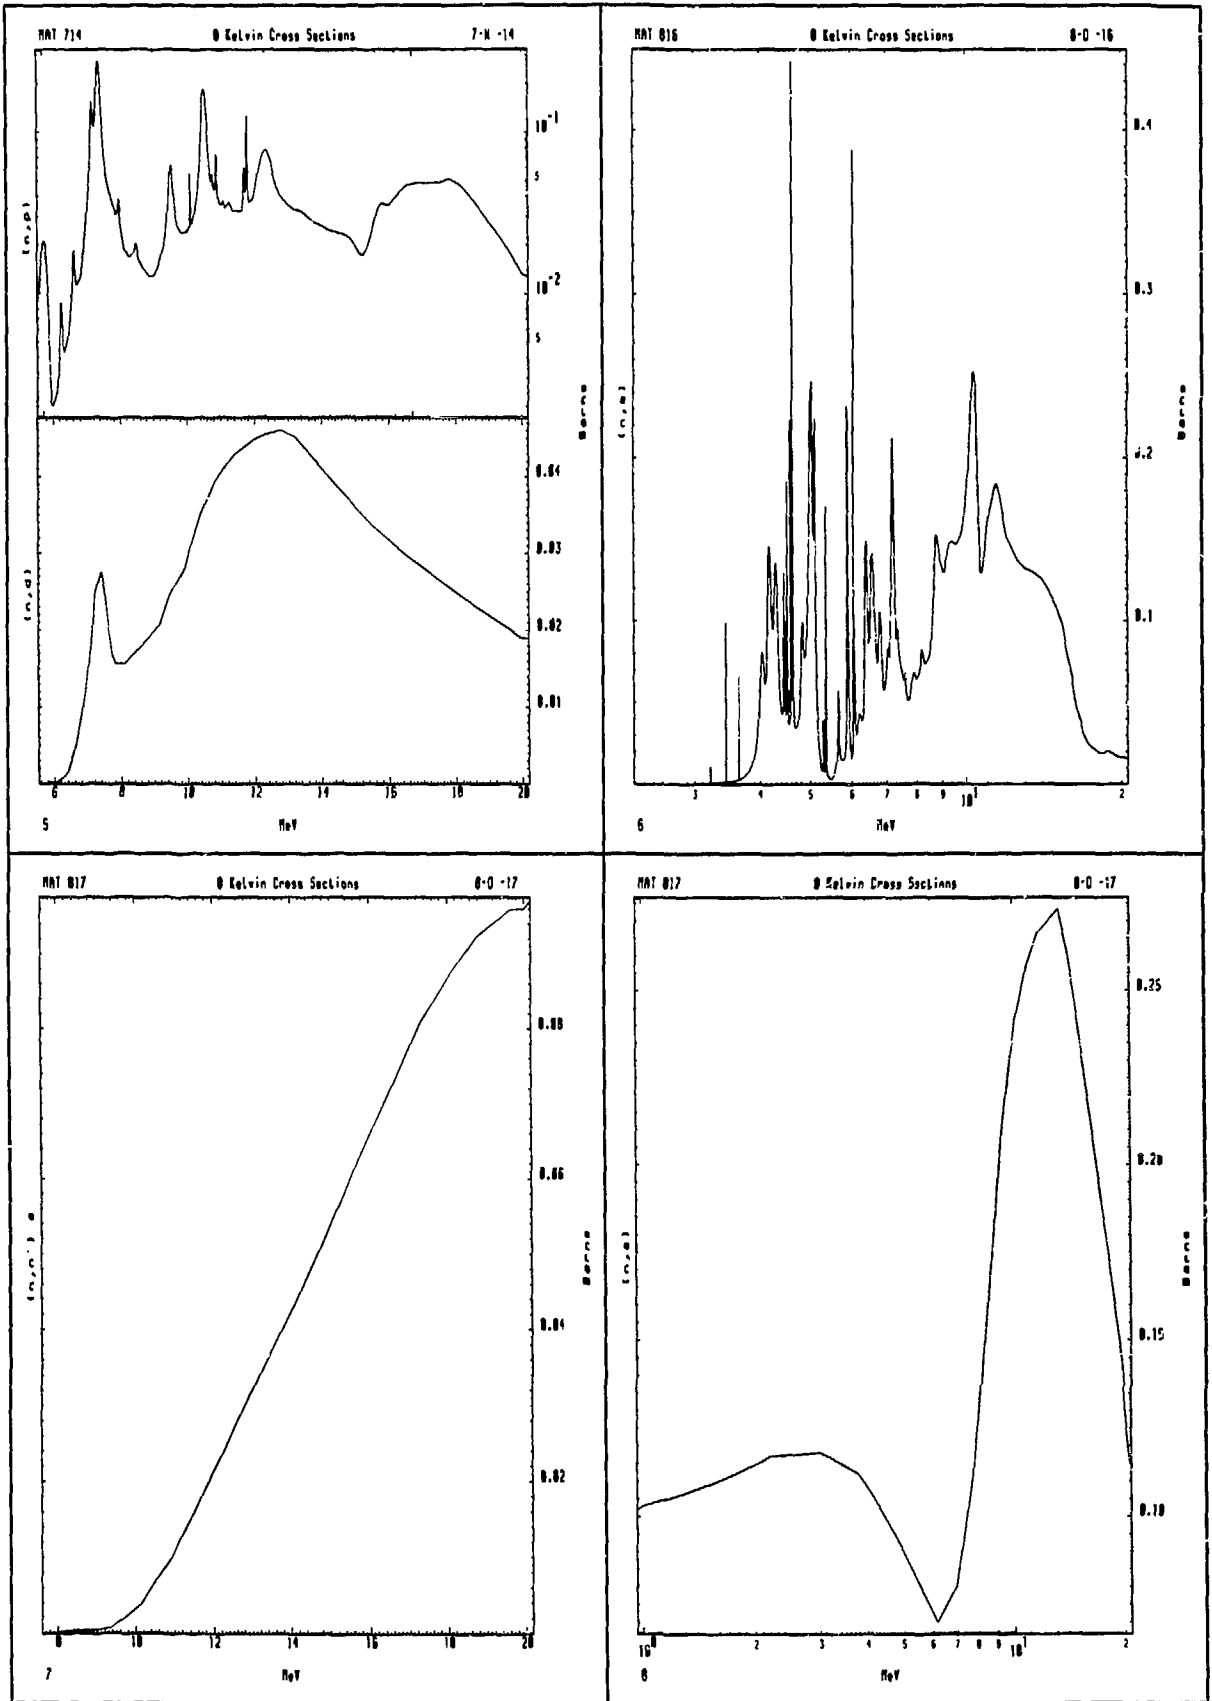 MAT 714 0 Kelvin Cross Sections 7-N -14
(n,p)
10⁻¹
5
10⁻²
5
Barns
(n,d)
0.04
0.03
0.02
0.01
6 8 10 12 14 16 18 20
5 MeV
MAT 816 0 Kelvin Cross Sections 8-O -16
(n,a)
0.4
0.3
0.2
0.1
Barns
3 4 5 6 7 8 9 10¹ 2
6 MeV
MAT 817 0 Kelvin Cross Sections 8-O -17
(n,n') a
0.08
0.06
0.04
0.02
Barns
8 10 12 14 16 18 20
7 MeV
MAT 817 0 Kelvin Cross Sections 8-O -17
(n,a)
0.25
0.20
0.15
0.10
Barns
10⁰ 2 3 4 5 6 7 8 9 10¹ 2
8 MeV